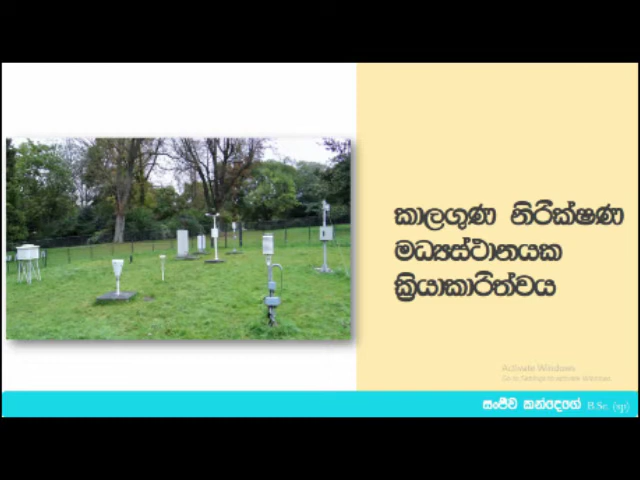 කාලගුණ නිරීක්ෂණ
මධ්‍යස්ථානයක
ක්‍රියාකාරීත්වය
Activate Windows
Go to Settings to activate Windows.
සංජීව කන්දෙගේ B.Sc. (sp)